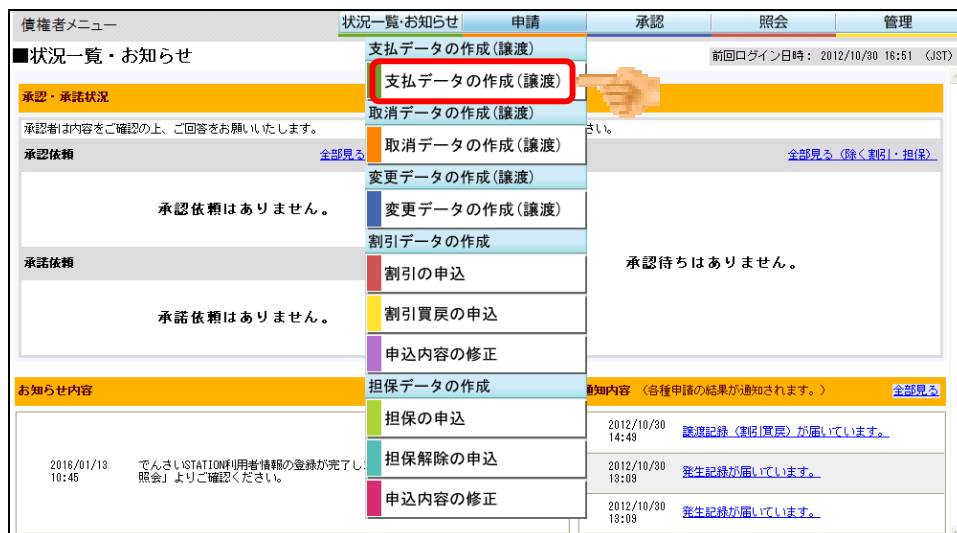 債権者メニュー
状況一覧・お知らせ 申請 承認 照会 管理
■状況一覧・お知らせ
前回ログイン日時： 2012/10/30 16:51 (JST)
支払データの作成(譲渡)
支払データの作成(譲渡)
取消データの作成(譲渡)
取消データの作成(譲渡)
変更データの作成(譲渡)
変更データの作成(譲渡)
割引データの作成
割引の申込
割引買戻の申込
申込内容の修正
担保データの作成
担保の申込
担保解除の申込
申込内容の修正
承認・承諾状況
承認者は内容をご確認の上、ご回答をお願いいたします。
さい。
承認依頼 全部見る
全部見る（除く割引・担保）
承認依頼はありません。
承諾依頼
承諾依頼はありません。
承認待ちはありません。
お知らせ内容
2016/01/13
10:45
でんさいSTATION利用者情報の登録が完了し
照会」よりご確認ください。
通知内容 （各種申請の結果が通知されます。） 全部見る
2012/10/30
14:49
譲渡記録（割引買戻）が届いています。
2012/10/30
13:09
発生記録が届いています。
2012/10/30
13:09
発生記録が届いています。